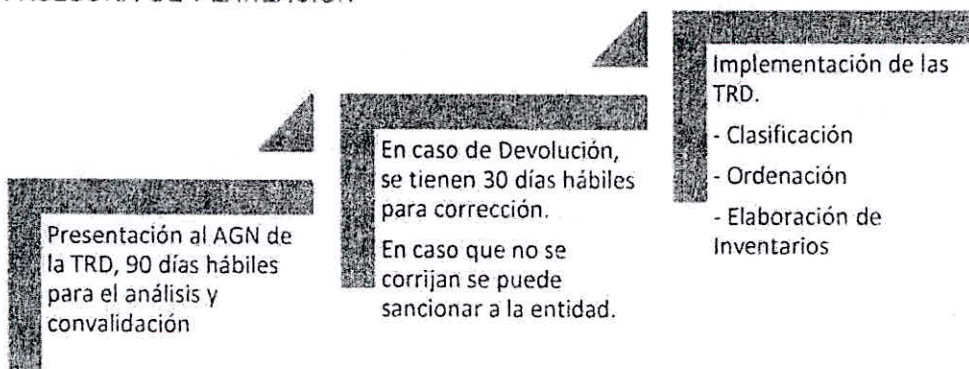 Presentación al AGN de
la TRD, 90 días hábiles
para el análisis y
convalidación
En caso de Devolución,
se tienen 30 días hábiles
para corrección.
En caso que no se
corrijan se puede
sancionar a la entidad.
Implementación de las
TRD.
- Clasificación
- Ordenación
- Elaboración de
Inventarios